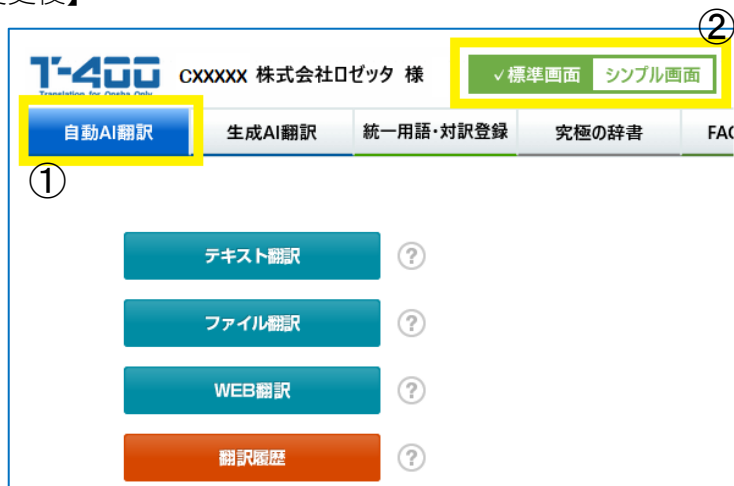 更後】
②
T-400 CXXXXX 株式会社ロゼッタ 様 ✓標準画面 シンプル画面
Translation for Onsha Only
自動AI翻訳 生成AI翻訳 統一用語・対訳登録 究極の辞書 FAQ
①
テキスト翻訳 ?
ファイル翻訳 ?
WEB翻訳 ?
翻訳履歴 ?